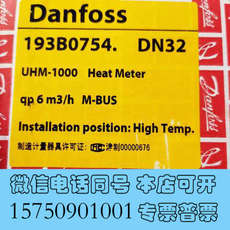 Danfoss
193B0754. DN32
UHM-1000 Heat Meter
qp 6 m3/h M-BUS
Installation position: High Temp.
制造计量器具许可证: 津制00000676
微信电话同号 本店可开
15750901001 专票普票